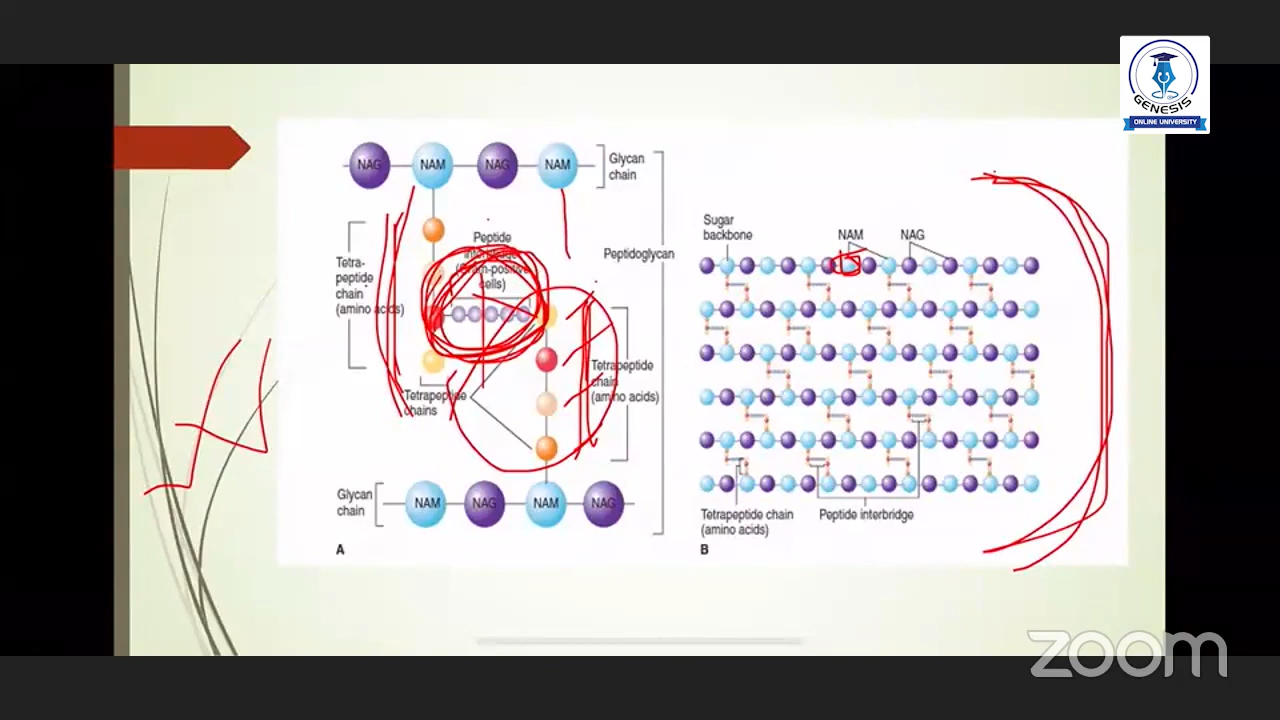 GENESIS
ONLINE UNIVERSITY
NAG
NAM
NAG
NAM
Glycan
chain
Tetra-
peptide
chain
(amino acids)
Peptide
cells)
Peptidoglycan
Tetrapeptide
chains
Tetrapeptide
chain
(amino acids)
Glycan
chain
NAM
NAG
NAM
NAG
A
Sugar
backbone
NAM
NAG
Tetrapeptide chain
(amino acids)
Peptide interbridge
B
zoom